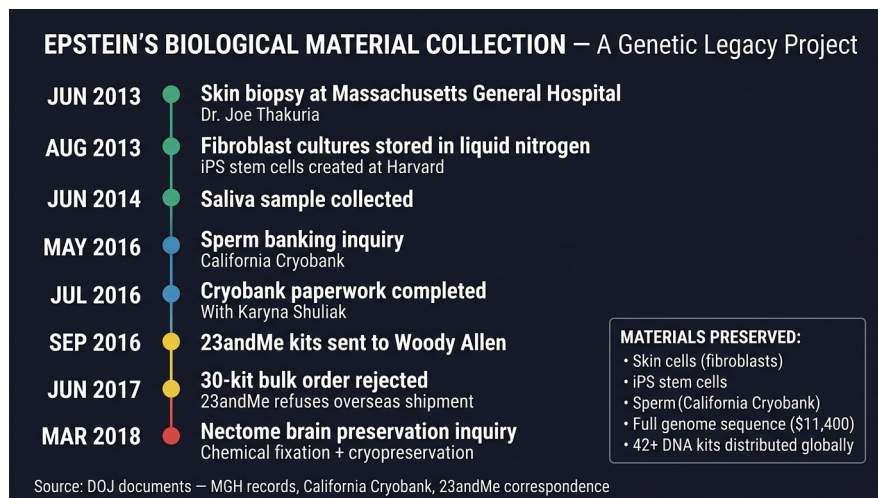 EPSTEIN'S BIOLOGICAL MATERIAL COLLECTION — A Genetic Legacy Project
JUN 2013
Skin biopsy at Massachusetts General Hospital
Dr. Joe Thakuria
AUG 2013
Fibroblast cultures stored in liquid nitrogen
iPS stem cells created at Harvard
JUN 2014
Saliva sample collected
MAY 2016
Sperm banking inquiry
California Cryobank
JUL 2016
Cryobank paperwork completed
With Karyna Shuliak
SEP 2016
23andMe kits sent to Woody Allen
JUN 2017
30-kit bulk order rejected
23andMe refuses overseas shipment
MAR 2018
Nectome brain preservation inquiry
Chemical fixation + cryopreservation
MATERIALS PRESERVED:
• Skin cells (fibroblasts)
• iPS stem cells
• Sperm (California Cryobank)
• Full genome sequence ($11,400)
• 42+ DNA kits distributed globally
Source: DOJ documents — MGH records, California Cryobank, 23andMe correspondence